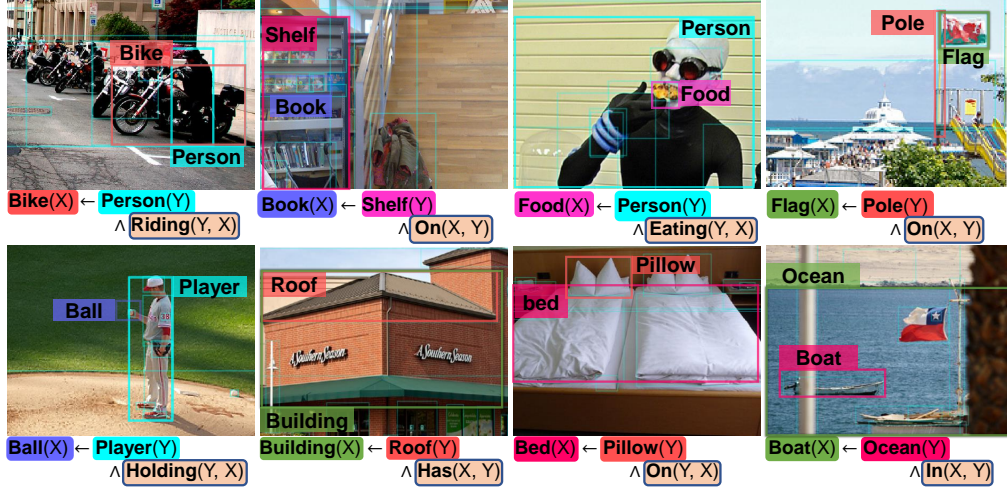 Bike
Person
Bike(X) ← Person(Y)
∧ Riding(Y, X)
Shelf
Book
Book(X) ← Shelf(Y)
∧ On(X, Y)
Person
Food
Food(X) ← Person(Y)
∧ Eating(Y, X)
Pole
Flag
Flag(X) ← Pole(Y)
∧ On(X, Y)
Player
Ball
38
Ball(X) ← Player(Y)
∧ Holding(Y, X)
Roof
A Southern Season
A Southern Season
Building
Building(X) ← Roof(Y)
∧ Has(X, Y)
Pillow
bed
Bed(X) ← Pillow(Y)
∧ On(Y, X)
Ocean
Boat
Boat(X) ← Ocean(Y)
∧ In(X, Y)